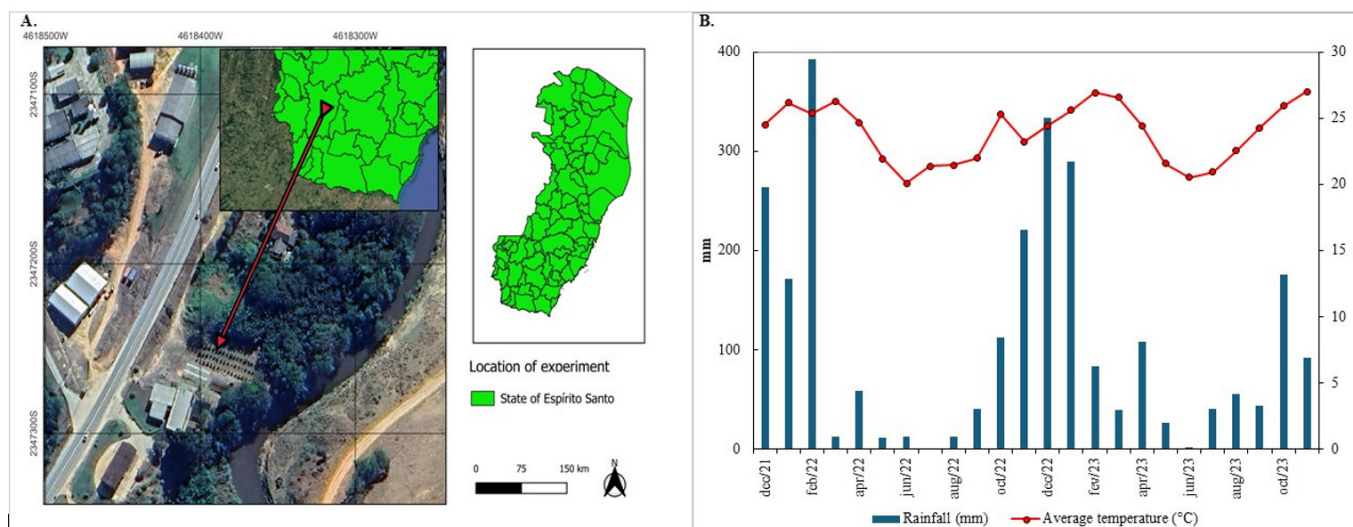 A.
4618500W
4618400W
4618300W
2347100S
2347200S
2347300S
Location of experiment
State of Espírito Santo
0
75
150 km
N
B.
400
300
200
100
0
mm
30
25
20
15
10
5
0
dec/21
feb/22
apr/22
jun/22
aug/22
oct/22
dec/22
fev/23
apr/23
jun/23
aug/23
oct/23
Rainfall (mm)
Average temperature (°C)